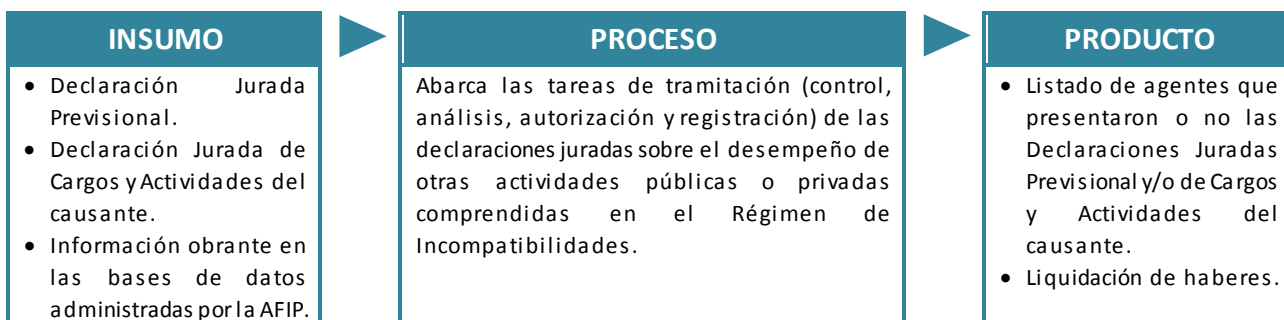 INSUMO
• Declaración Jurada
Previsional.
• Declaración Jurada de
Cargos y Actividades del
causante.
• Información obrante en
las bases de datos
administradas por la AFIP.
PROCESO
Abarca las tareas de tramitación (control,
análisis, autorización y registración) de las
declaraciones juradas sobre el desempeño de
otras actividades públicas o privadas
comprendidas en el Régimen de
Incompatibilidades.
PRODUCTO
• Listado de agentes que
presentaron o no las
Declaraciones Juradas
Previsional y/o de Cargos
y Actividades del
causante.
• Liquidación de haberes.